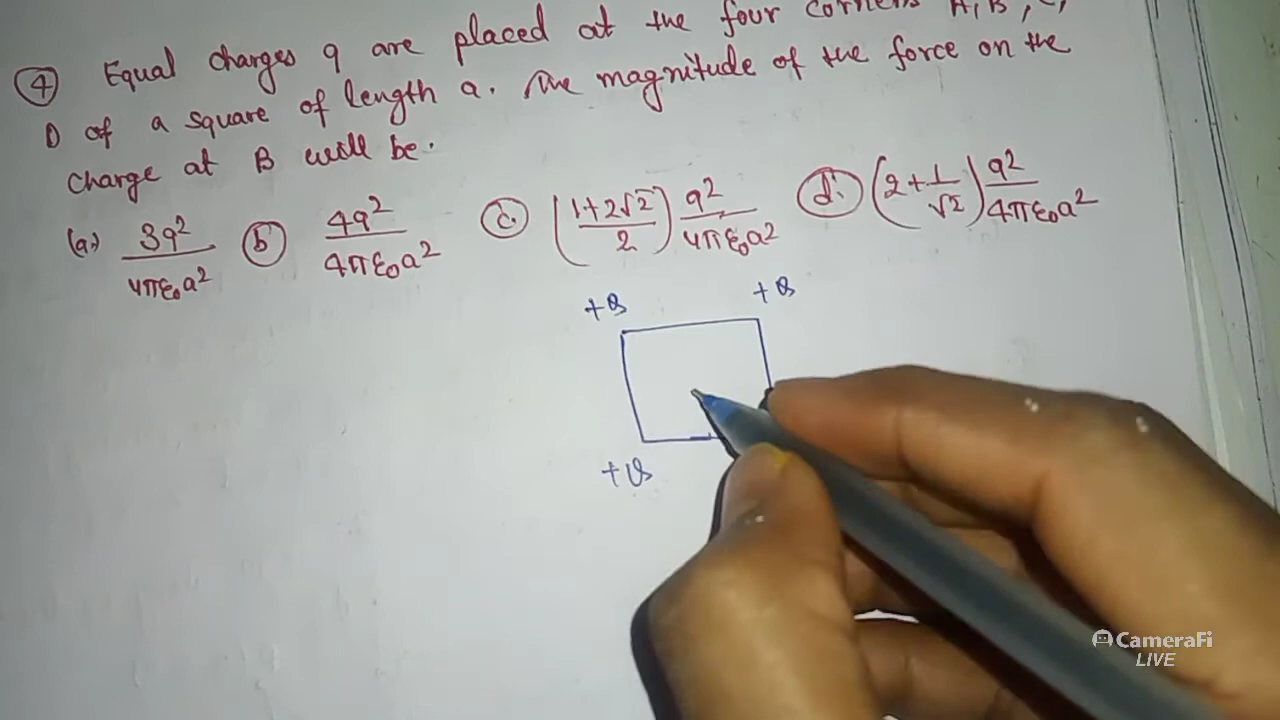 ④ Equal charges q are placed at the four corners A, B, C,
D of a square of length a. The magnitude of the force on the
charge at B will be.
(a) 3q²/4πε₀a² (b) 4q²/4πε₀a² (c.) (1+2√2/2) q²/4πε₀a² (d.) (2+1/√2) q²/4πε₀a²
+Q +Q
+Q
CameraFi
LIVE